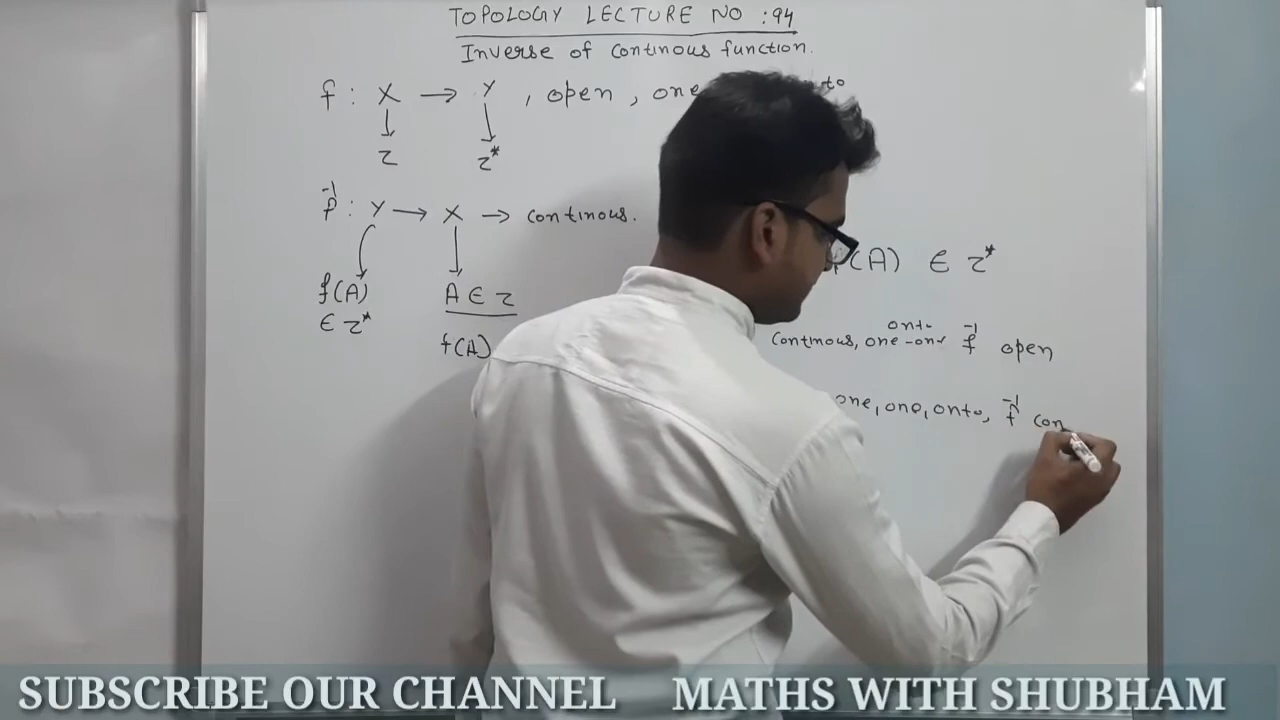 TOPOLOGY LECTURE NO :94
Inverse of continous function.
f : X → Y , open , one to
τ τ*
f⁻¹ : Y → X → continous.
f(A) ∈ τ*
f(A) A ∈ τ
∈ τ*
f(A)
onto
continous, one-one f⁻¹ open
one, one, onto, f⁻¹ con
SUBSCRIBE OUR CHANNEL MATHS WITH SHUBHAM